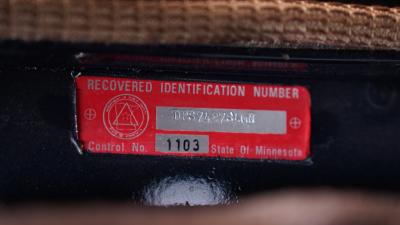 RECOVERED IDENTIFICATION NUMBER
Control No. 1103 State Of Minnesota